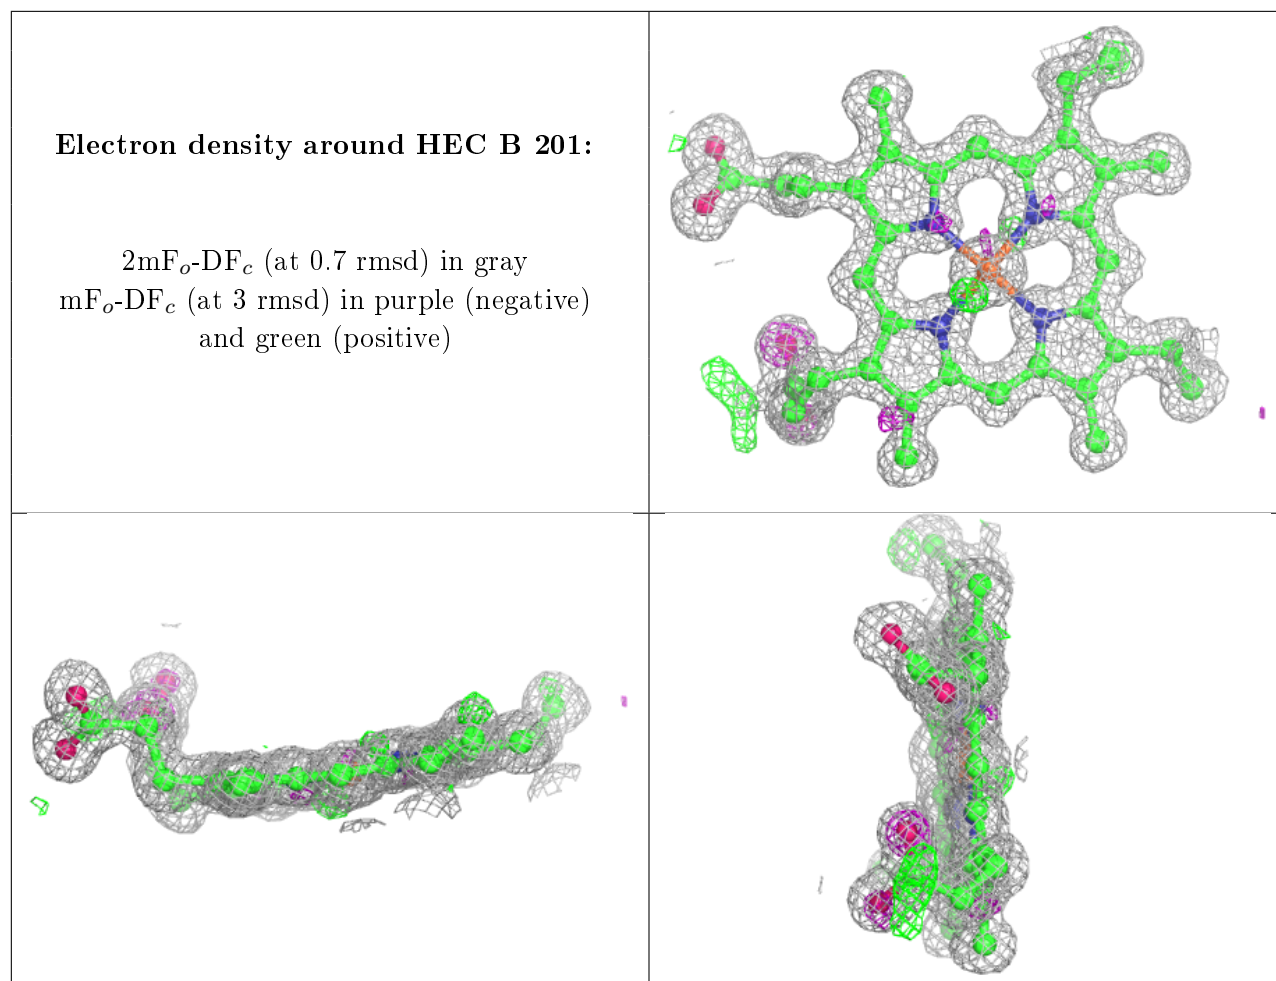 Electron density around HEC B 201:
2mFo-DFc (at 0.7 rmsd) in gray
mFo-DFc (at 3 rmsd) in purple (negative)
and green (positive)